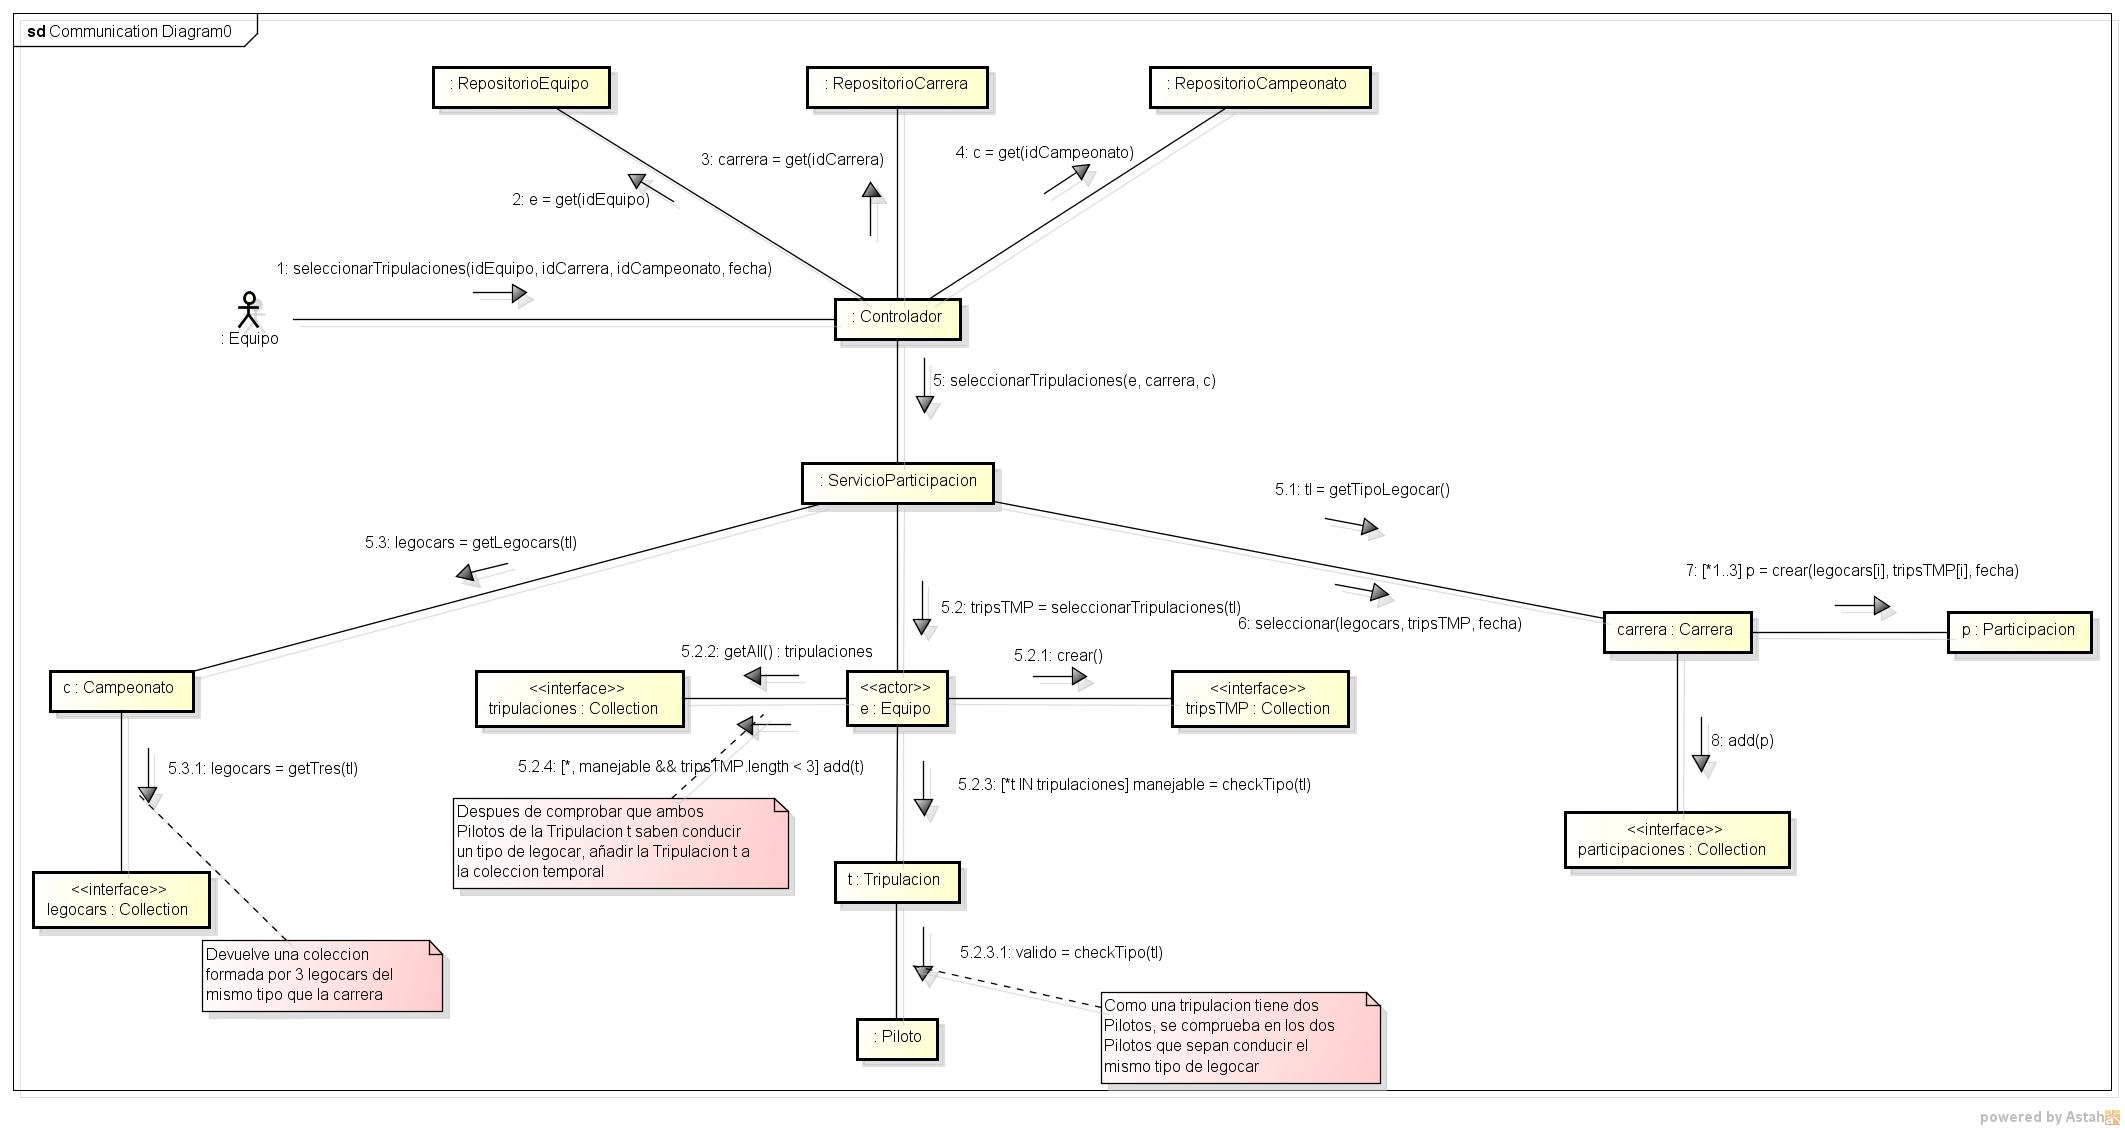 sd Communication Diagram0
: RepositorioEquipo
: RepositorioCarrera
: RepositorioCampeonato
3: carrera = get(idCarrera)
4: c = get(idCampeonato)
2: e = get(idEquipo)
1: seleccionarTripulaciones(idEquipo, idCarrera, idCampeonato, fecha)
: Equipo
: Controlador
5: seleccionarTripulaciones(e, carrera, c)
: ServicioParticipacion
5.1: tl = getTipoLegocar()
5.3: legocars = getLegocars(tl)
7: [*1..3] p = crear(legocars[i], tripsTMP[i], fecha)
5.2: tripsTMP = seleccionarTripulaciones(tl)
6: seleccionar(legocars, tripsTMP, fecha)
carrera : Carrera
p : Participacion
5.2.2: getAll() : tripulaciones
5.2.1: crear()
c : Campeonato
<<interface>>
tripulaciones : Collection
<<actor>>
e : Equipo
<<interface>>
tripsTMP : Collection
8: add(p)
5.3.1: legocars = getTres(tl)
5.2.4: [*, manejable && tripsTMP.length < 3] add(t)
5.2.3: [*t IN tripulaciones] manejable = checkTipo(tl)
Despues de comprobar que ambos
Pilotos de la Tripulacion t saben conducir
un tipo de legocar, añadir la Tripulacion t a
la coleccion temporal
<<interface>>
participaciones : Collection
t : Tripulacion
<<interface>>
legocars : Collection
Devuelve una coleccion
formada por 3 legocars del
mismo tipo que la carrera
5.2.3.1: valido = checkTipo(tl)
Como una tripulacion tiene dos
Pilotos, se comprueba en los dos
Pilotos que sepan conducir el
mismo tipo de legocar
: Piloto
powered by Astah